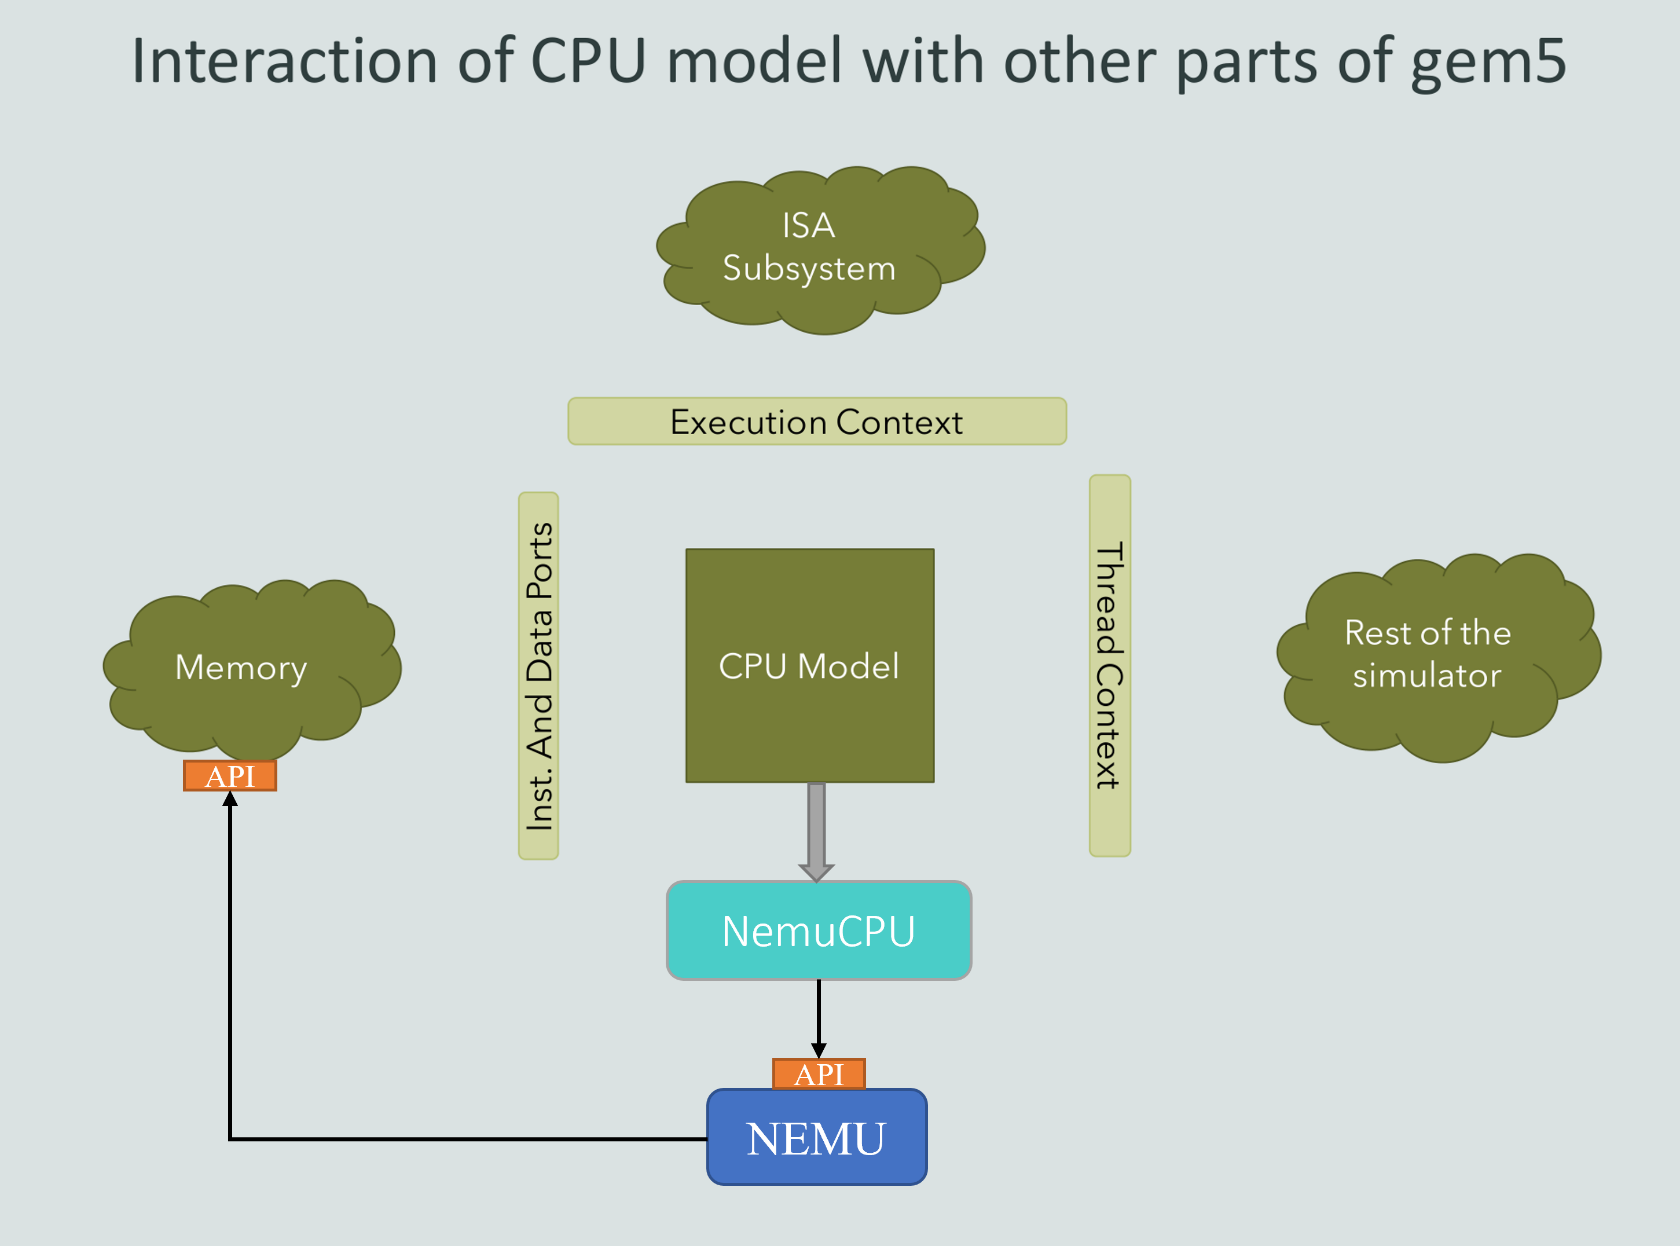 Interaction of CPU model with other parts of gem5
ISA
Subsystem
Execution Context
Memory
API
Inst. And Data Ports
CPU Model
Thread Context
Rest of the
simulator
NemuCPU
API
NEMU